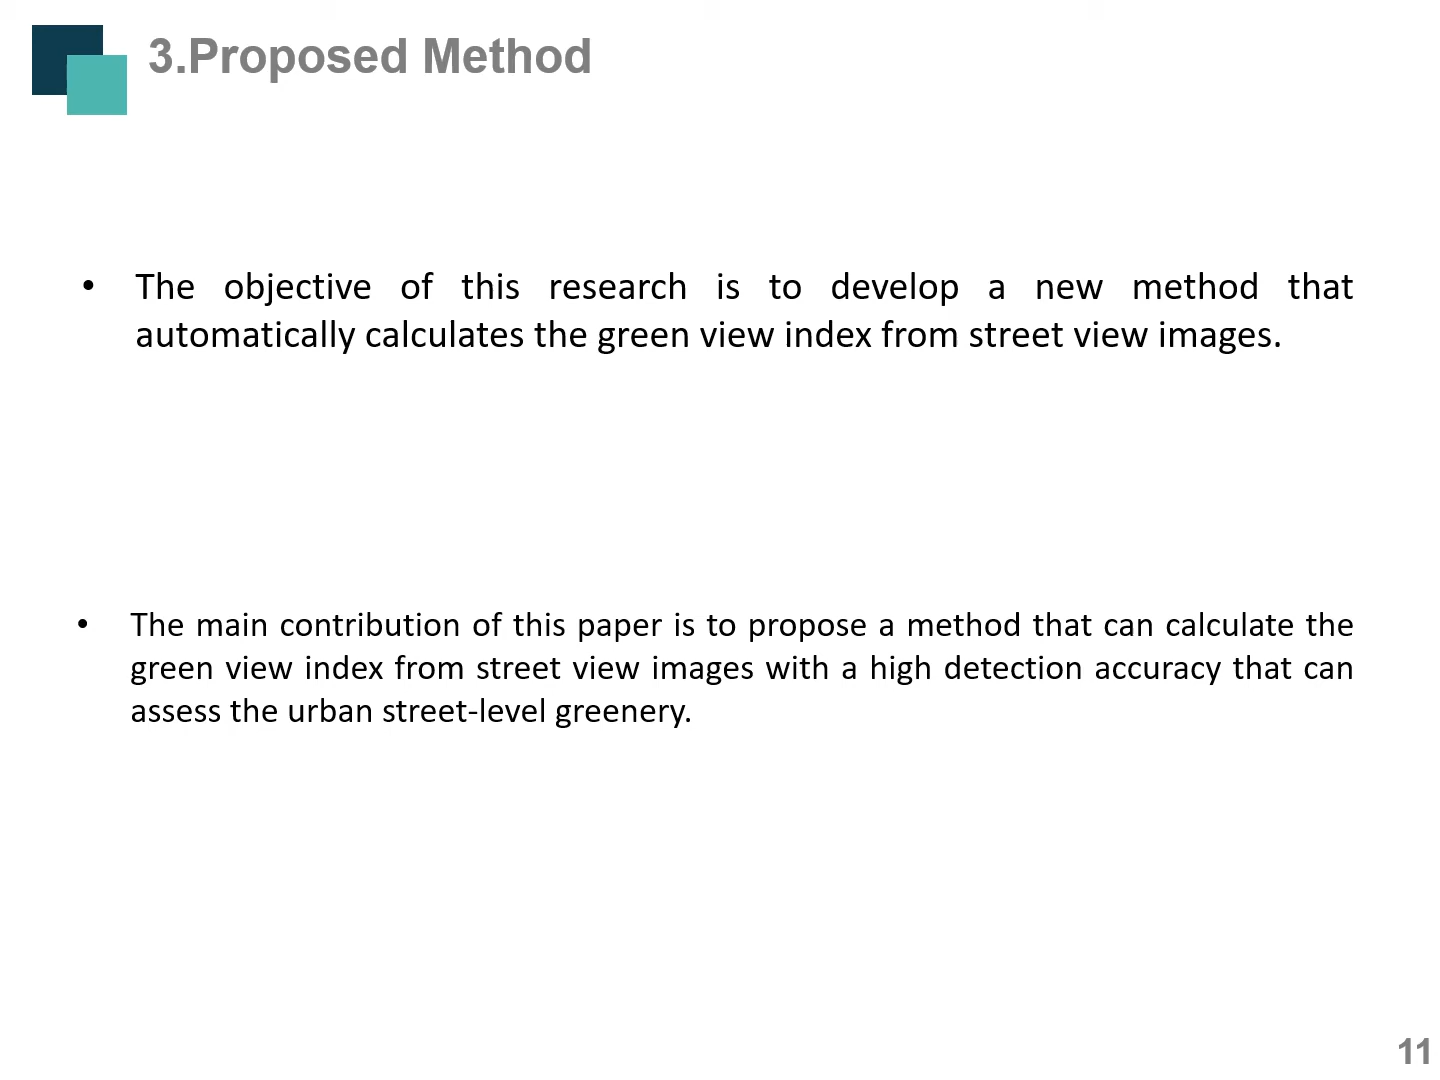 3.Proposed Method
• The objective of this research is to develop a new method that
automatically calculates the green view index from street view images.
• The main contribution of this paper is to propose a method that can calculate the
green view index from street view images with a high detection accuracy that can
assess the urban street-level greenery.
11